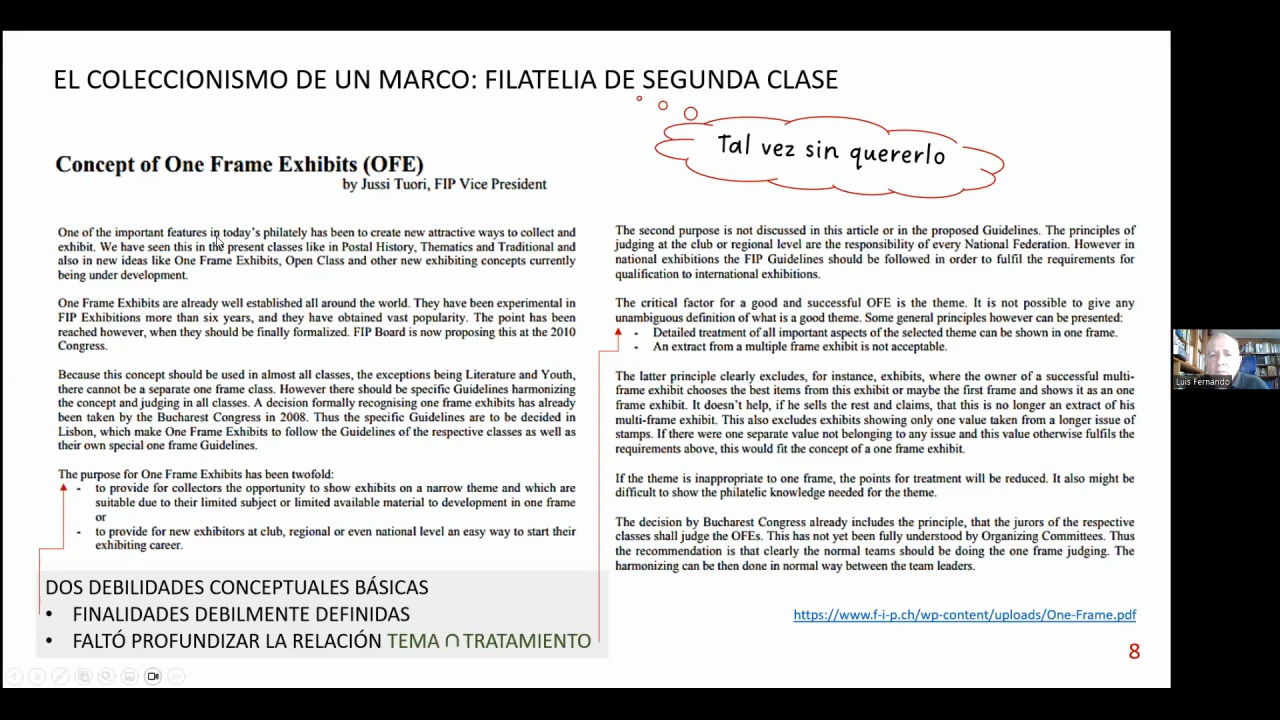 EL COLECCIONISMO DE UN MARCO: FILATELIA DE SEGUNDA CLASE
Tal vez sin quererlo
Concept of One Frame Exhibits (OFE)
by Jussi Tuori, FIP Vice President
One of the important features in today's philately has been to create new attractive ways to collect and
exhibit. We have seen this in the present classes like in Postal History, Thematics and Traditional and
also in new ideas like One Frame Exhibits, Open Class and other new exhibiting concepts currently
being under development.
One Frame Exhibits are already well established all around the world. They have been experimental in
FIP Exhibitions more than six years, and they have obtained vast popularity. The point has been
reached however, when they should be finally formalized. FIP Board is now proposing this at the 2010
Congress.
Because this concept should be used in almost all classes, the exceptions being Literature and Youth,
there cannot be a separate one frame class. However there should be specific Guidelines harmonizing
the concept and judging in all classes. A decision formally recognising one frame exhibits has already
been taken by the Bucharest Congress in 2008. Thus the specific Guidelines are to be decided in
Lisbon, which make One Frame Exhibits to follow the Guidelines of the respective classes as well as
their own special one frame Guidelines.
The purpose for One Frame Exhibits has been twofold:
- to provide for collectors the opportunity to show exhibits on a narrow theme and which are
suitable due to their limited subject or limited available material to development in one frame
or
- to provide for new exhibitors at club, regional or even national level an easy way to start their
exhibiting career.
DOS DEBILIDADES CONCEPTUALES BÁSICAS
• FINALIDADES DEBILMENTE DEFINIDAS
• FALTÓ PROFUNDIZAR LA RELACIÓN TEMA ∩ TRATAMIENTO
The second purpose is not discussed in this article or in the proposed Guidelines. The principles of
judging at the club or regional level are the responsibility of every National Federation. However in
national exhibitions the FIP Guidelines should be followed in order to fulfil the requirements for
qualification to international exhibitions.
The critical factor for a good and successful OFE is the theme. It is not possible to give any
unambiguous definition of what is a good theme. Some general principles however can be presented:
- Detailed treatment of all important aspects of the selected theme can be shown in one frame.
- An extract from a multiple frame exhibit is not acceptable.
The latter principle clearly excludes, for instance, exhibits, where the owner of a successful multi-
frame exhibit chooses the best items from this exhibit or maybe the first frame and shows it as an one
frame exhibit. It doesn't help, if he sells the rest and claims, that this is no longer an extract of his
multi-frame exhibit. This also excludes exhibits showing only one value taken from a longer issue of
stamps. If there were one separate value not belonging to any issue and this value otherwise fulfils the
requirements above, this would fit the concept of a one frame exhibit.
If the theme is inappropriate to one frame, the points for treatment will be reduced. It also might be
difficult to show the philatelic knowledge needed for the theme.
The decision by Bucharest Congress already includes the principle, that the jurors of the respective
classes shall judge the OFEs. This has not yet been fully understood by Organizing Committees. Thus
the recommendation is that clearly the normal teams should be doing the one frame judging. The
harmonizing can be then done in normal way between the team leaders.
https://www.f-i-p.ch/wp-content/uploads/One-Frame.pdf
8
Luis Fernando